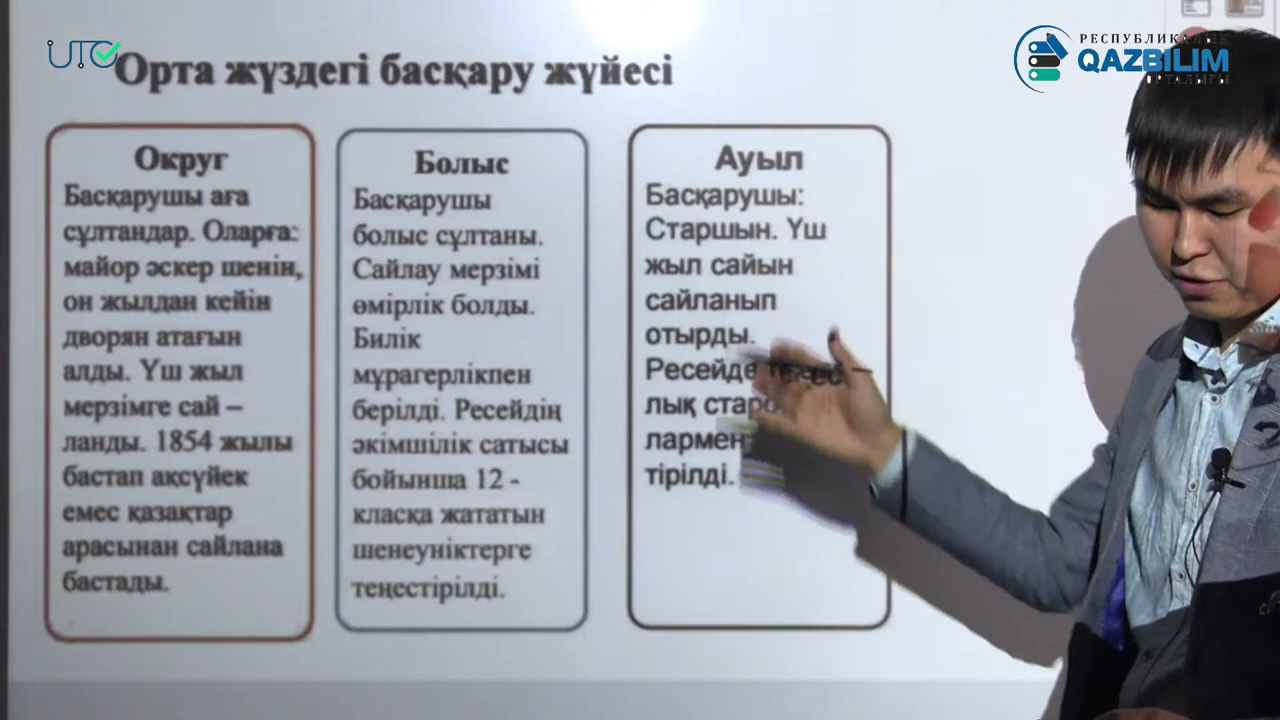 UTC
РЕСПУБЛИКАЛЫҚ
QAZBILIM
ОРТАЛЫҒЫ
Орта жүздегі басқару жүйесі
Округ
Басқарушы аға
сұлтандар. Оларға:
майор әскер шенін,
он жылдан кейін
дворян атағын
алды. Үш жыл
мерзімге сай –
ланды. 1854 жылы
бастап ақсүйек
емес қазақтар
арасынан сайлана
бастады.
Болыс
Басқарушы
болыс сұлтаны.
Сайлау мерзімі
өмірлік болды.
Билік
мұрагерлікпен
берілді. Ресейдің
әкімшілік сатысы
бойынша 12 -
класқа жататын
шенеуніктерге
теңестірілді.
Ауыл
Басқарушы:
Старшын. Үш
жыл сайын
сайланып
отырды.
Ресейде
лық
лармен
тірілді.